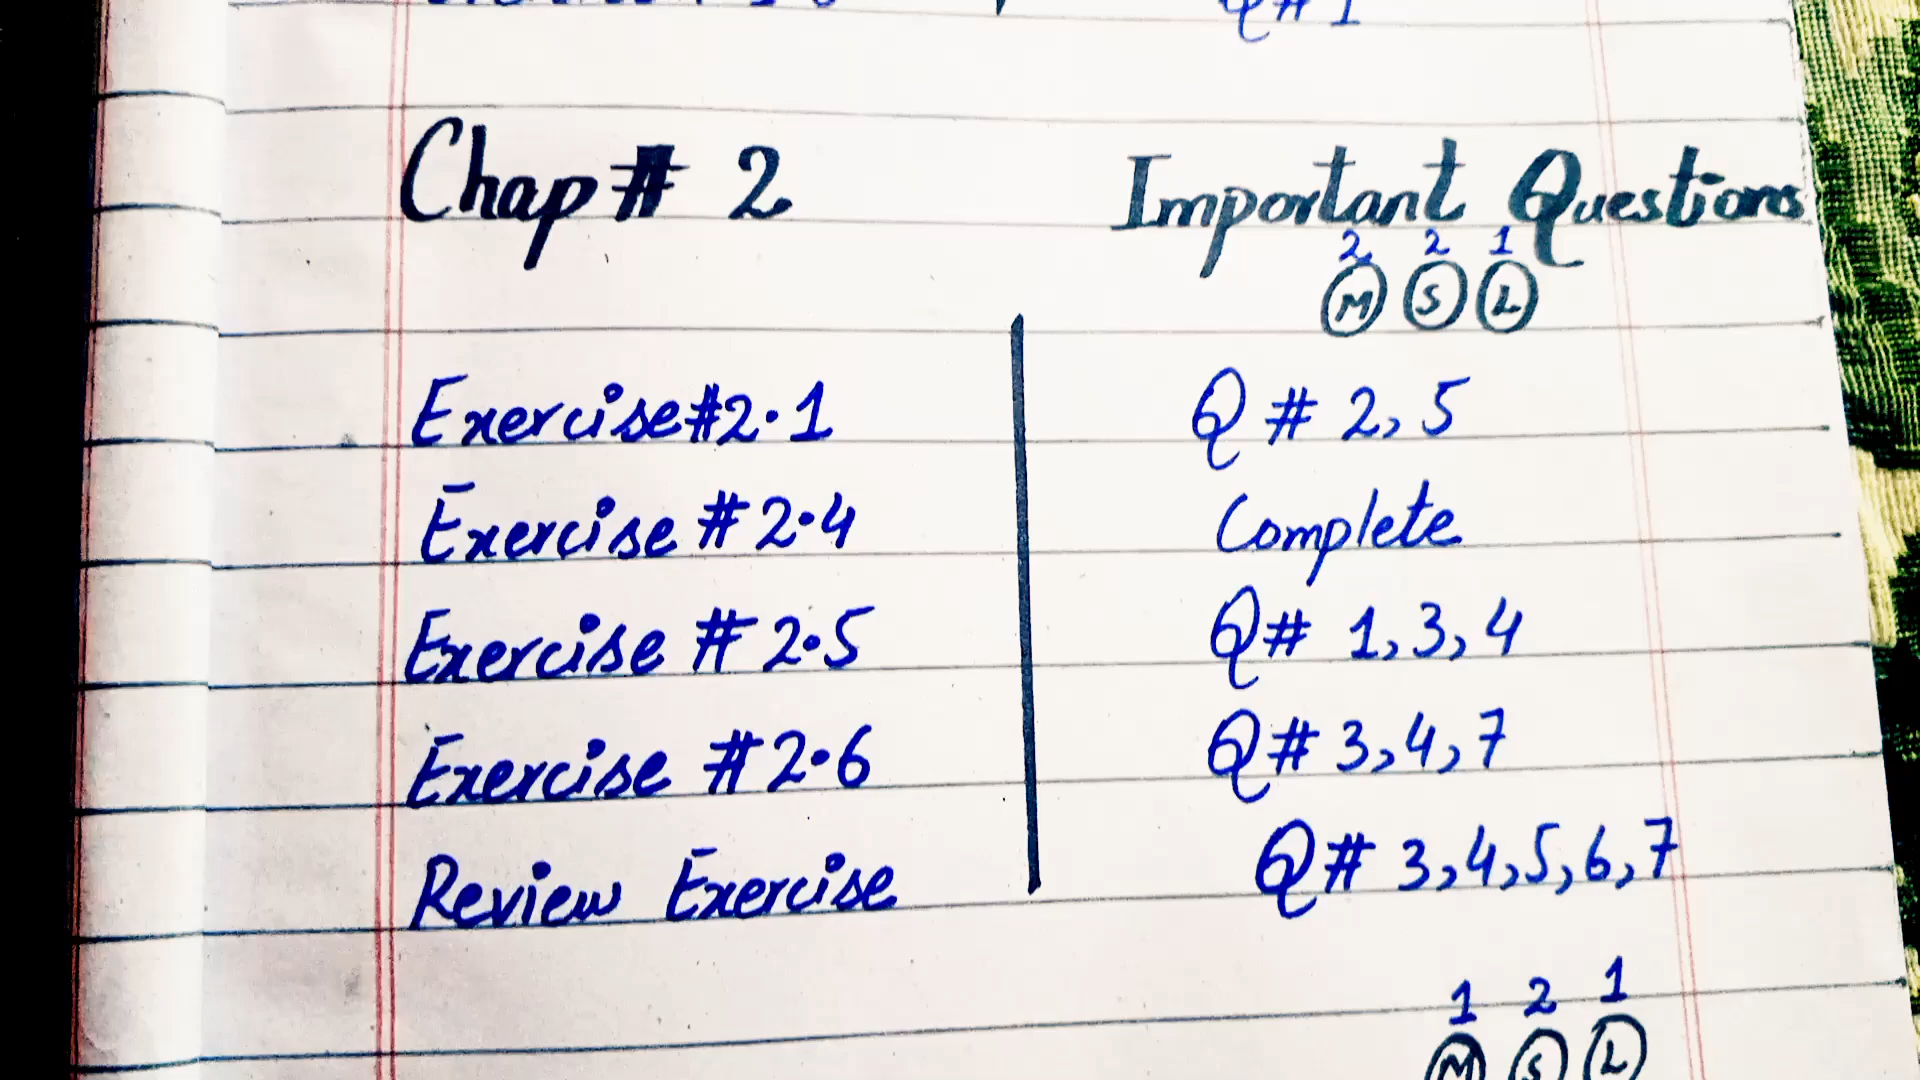 Q # 1
Chap # 2 Important Questions
2 2 1
M S L
Exercise #2.1 Q # 2, 5
Exercise # 2.4 Complete
Exercise # 2.5 Q # 1, 3, 4
Exercise # 2.6 Q # 3, 4, 7
Review Exercise Q # 3, 4, 5, 6, 7
1 2 1
M S L